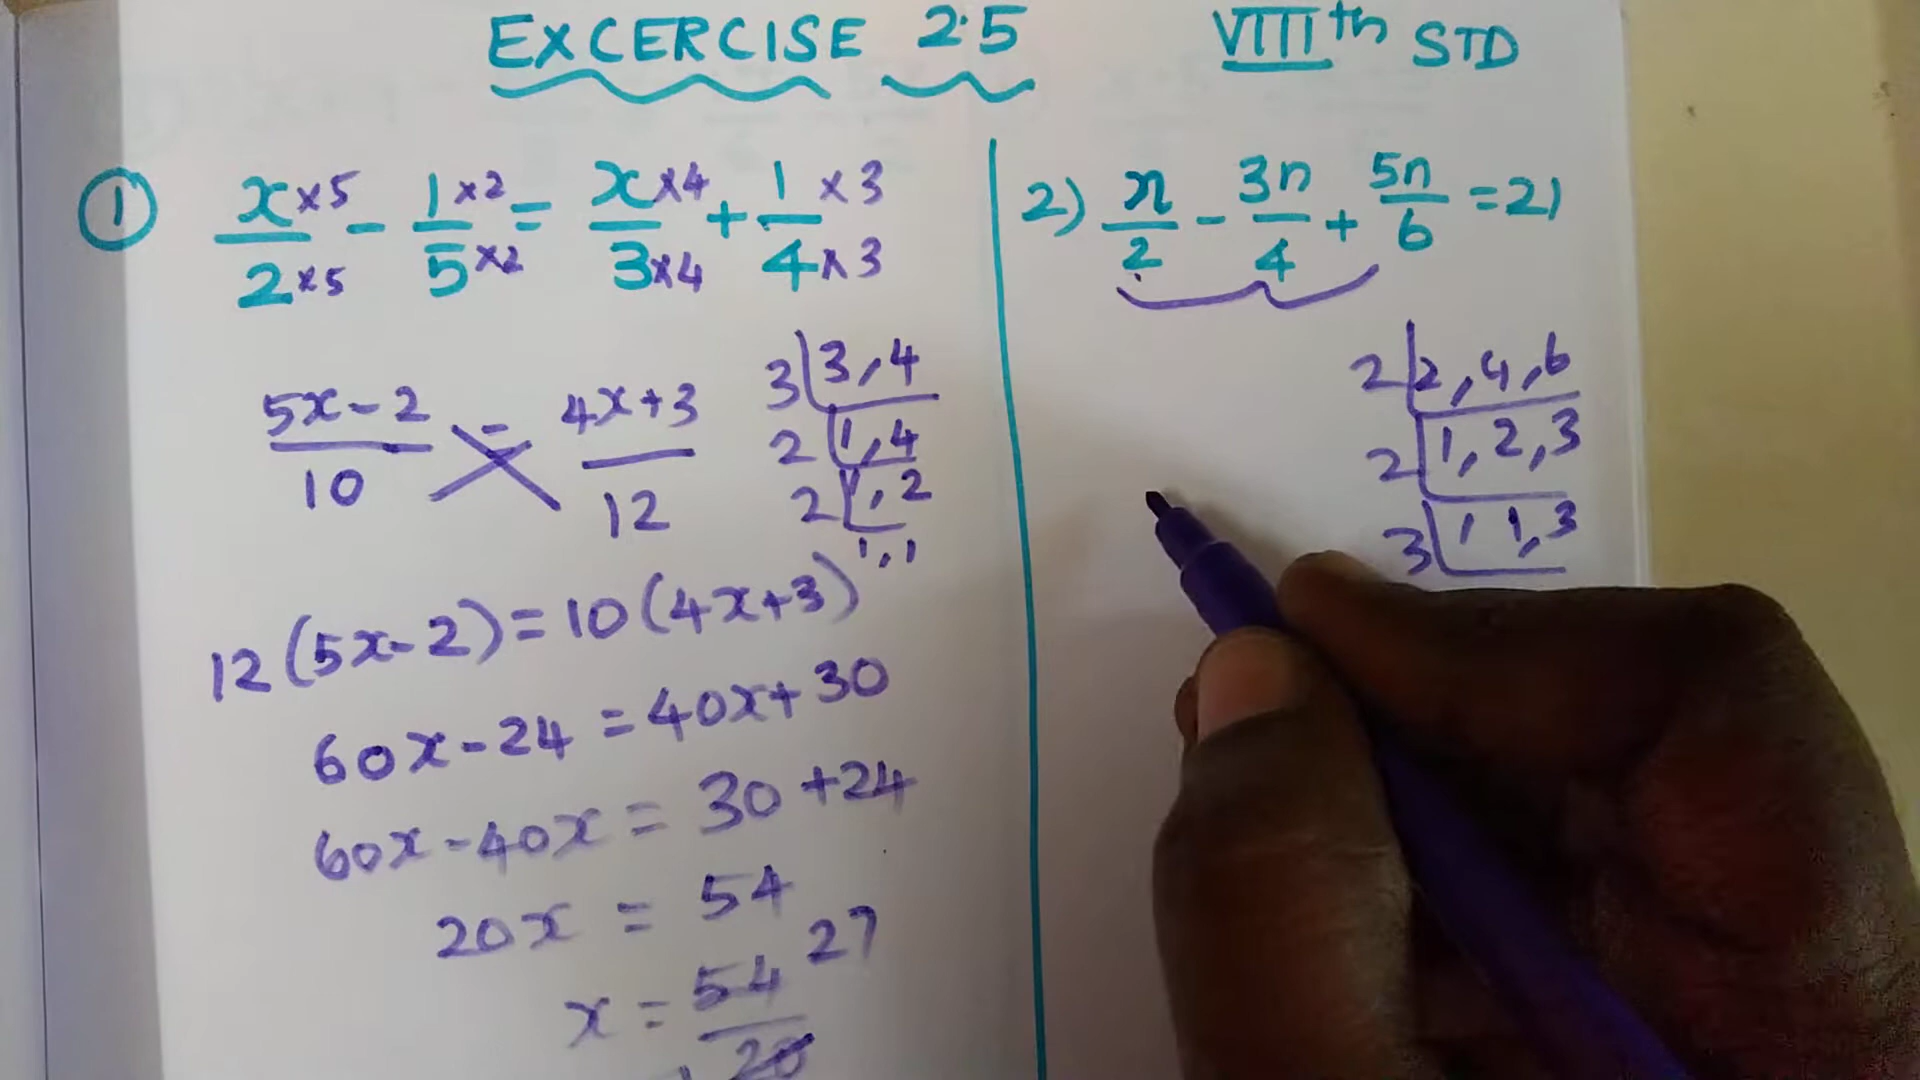 EXCERCISE 2.5 VIIIth STD
1 x×5/2×5 - 1×2/5×2 = x×4/3×4 + 1×3/4×3
5x-2/10 = 4x+3/12
3 | 3, 4
2 | 1, 4
2 | 1, 2
1, 1
12(5x-2)=10(4x+3)
60x-24 = 40x+30
60x-40x = 30+24
20x = 54
x = 54/20 27
2) n/2 - 3n/4 + 5n/6 = 21
2 | 2, 4, 6
2 | 1, 2, 3
3 | 1 1, 3